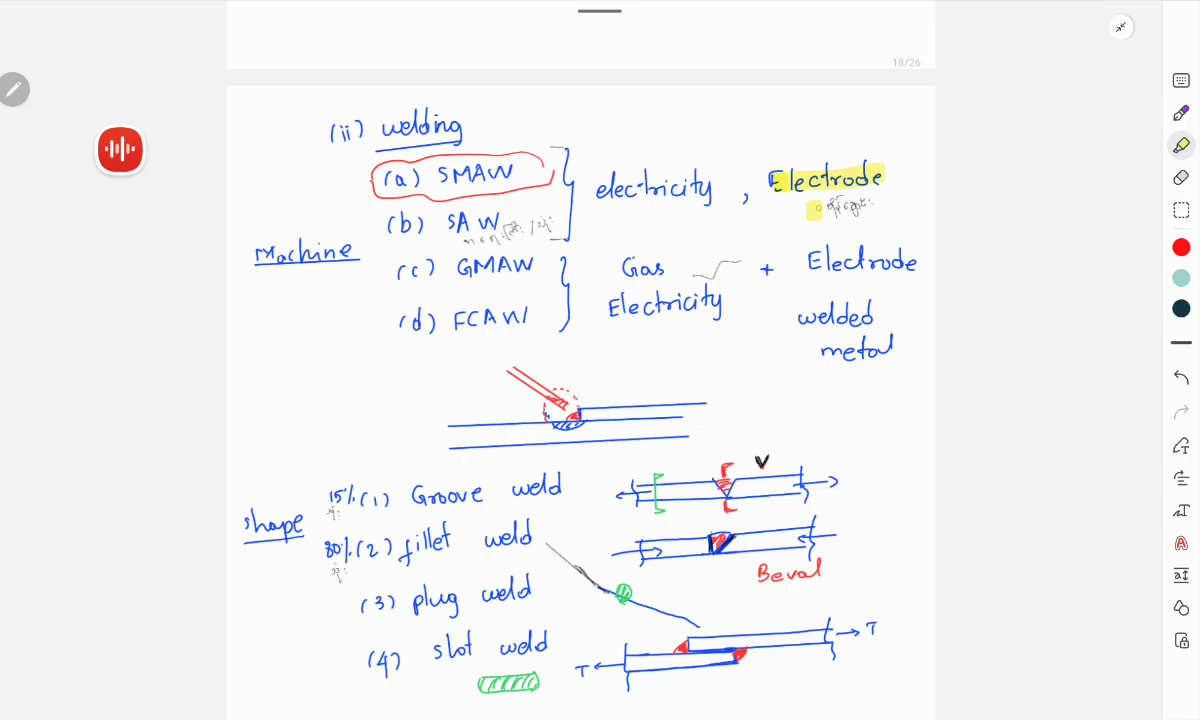 18/26
(ii) welding
(a) SMAW
electricity, Electrode
(b) SAW
Machine
(c) GMAW
Gas + Electrode
Electricity
(d) FCAW
welded
metal
V
15% (1) Groove weld
shape
80% (2) fillet weld
Beval
(3) plug weld
T
(4) slot weld
T